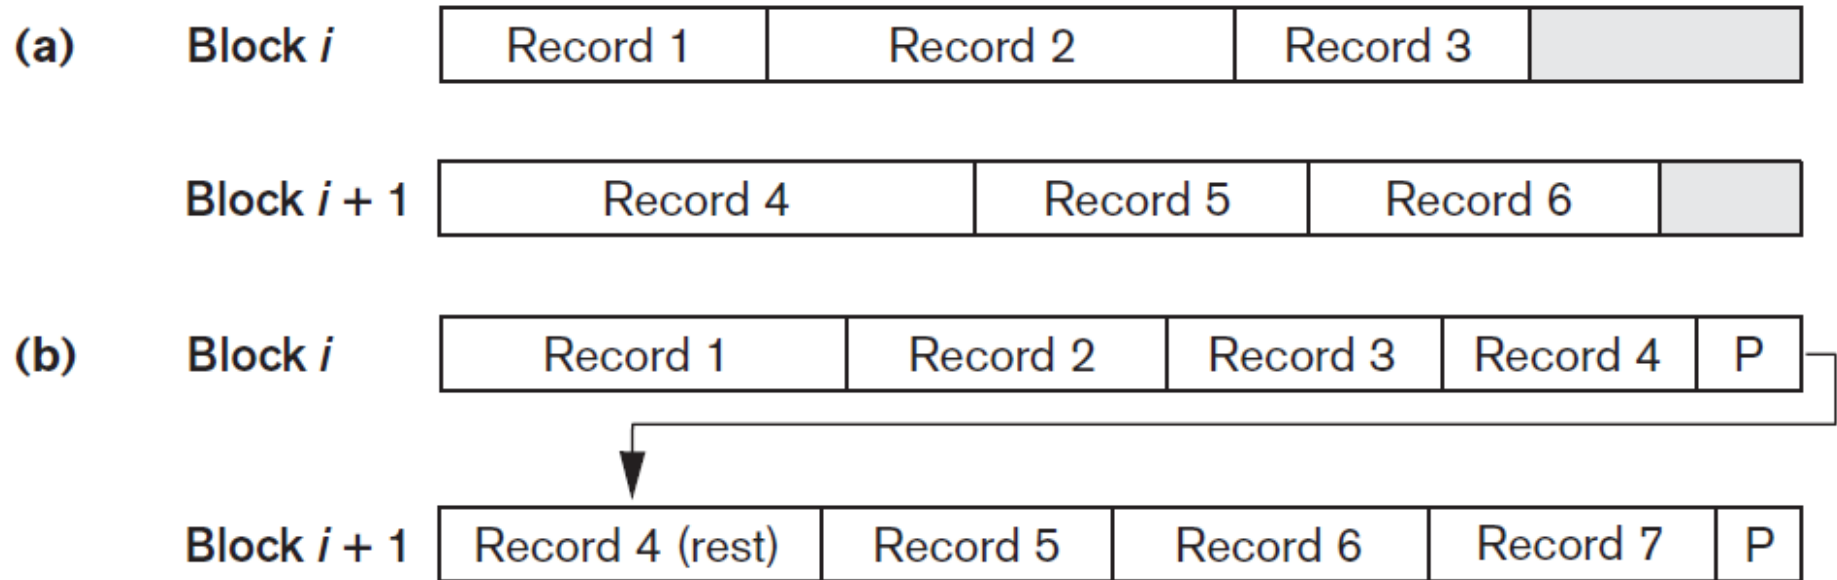 (a) Block i Record 1 Record 2 Record 3
Block i + 1 Record 4 Record 5 Record 6
(b) Block i Record 1 Record 2 Record 3 Record 4 P
Block i + 1 Record 4 (rest) Record 5 Record 6 Record 7 P